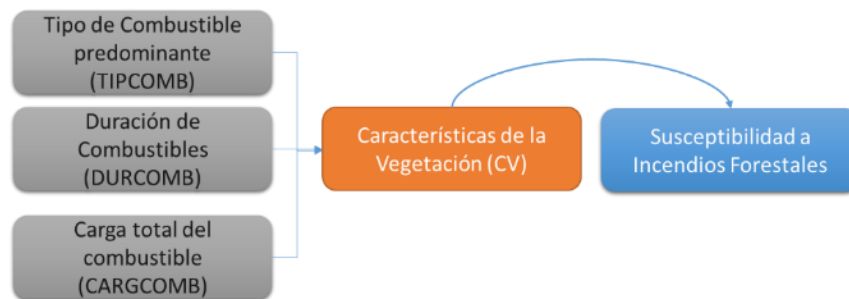 Tipo de Combustible
predominante
(TIPCOMB)
Duración de
Combustibles
(DURCOMB)
Carga total del
combustible
(CARGCOMB)
Características de la
Vegetación (CV)
Susceptibilidad a
Incendios Forestales